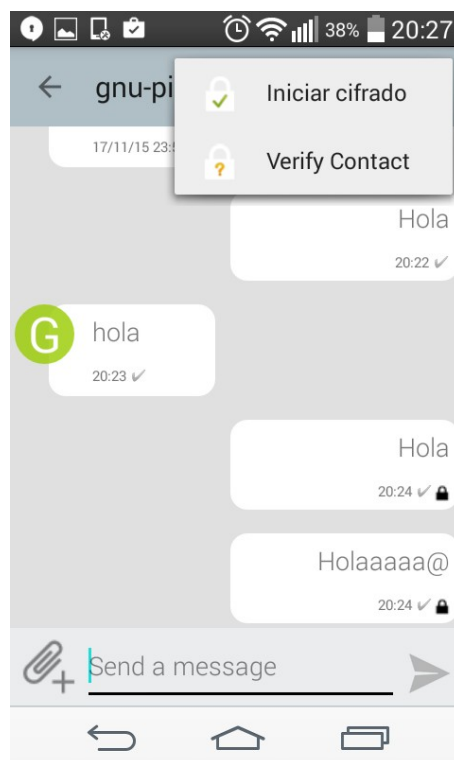 38% 20:27
gnu-pi
Iniciar cifrado
Verify Contact
17/11/15 23:
Hola
20:22
G
hola
20:23
Hola
20:24
Holaaaaa@
20:24
Send a message